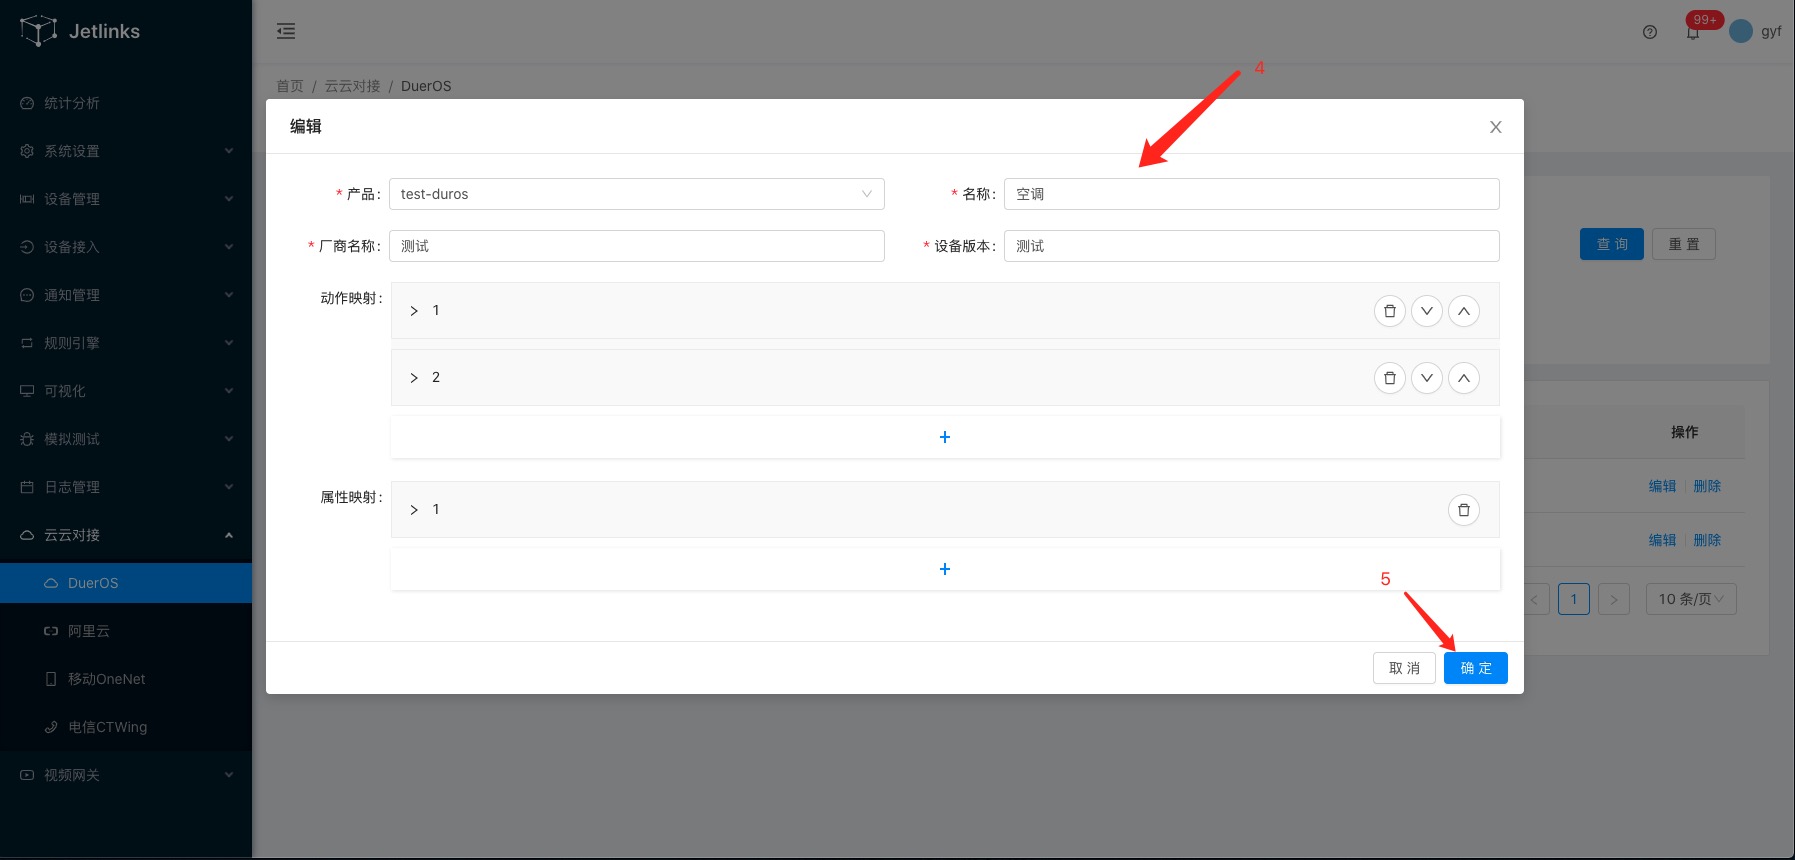 Jetlinks
99+
gyf
首页 / 云云对接 / DuerOS
4
统计分析
系统设置
设备管理
设备接入
通知管理
规则引擎
可视化
模拟测试
日志管理
云云对接
DuerOS
阿里云
移动OneNet
电信CTWing
视频网关
编辑
* 产品: test-duros
* 名称: 空调
* 厂商名称: 测试
* 设备版本: 测试
动作映射:
1
2
+
属性映射:
1
+
5
取 消
确 定
查 询
重 置
操作
编辑 删除
编辑 删除
< 1 > 10 条/页